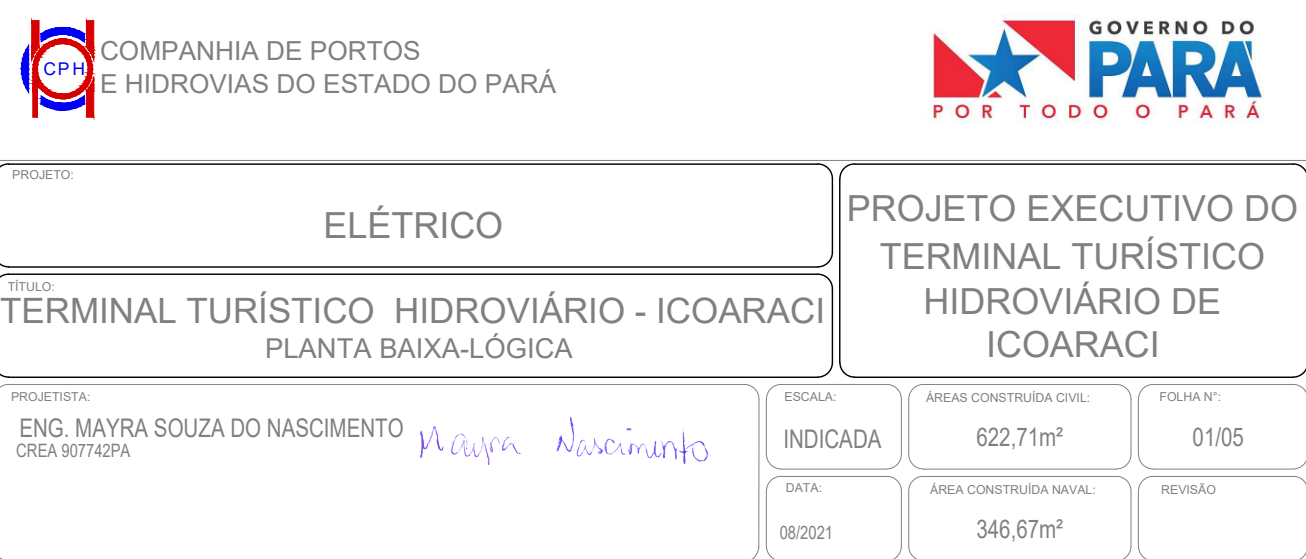 CPH
COMPANHIA DE PORTOS
E HIDROVIAS DO ESTADO DO PARÁ
GOVERNO DO
PARÁ
POR TODO O PARÁ
PROJETO:
ELÉTRICO
PROJETO EXECUTIVO DO
TERMINAL TURÍSTICO
HIDROVIÁRIO DE
ICOARACI
TÍTULO:
TERMINAL TURÍSTICO HIDROVIÁRIO - ICOARACI
PLANTA BAIXA-LÓGICA
PROJETISTA:
ENG. MAYRA SOUZA DO NASCIMENTO
CREA 907742PA
Mayra Nascimento
ESCALA:
INDICADA
ÁREAS CONSTRUÍDA CIVIL:
622,71m²
FOLHA N°:
01/05
DATA:
08/2021
ÁREA CONSTRUÍDA NAVAL:
346,67m²
REVISÃO